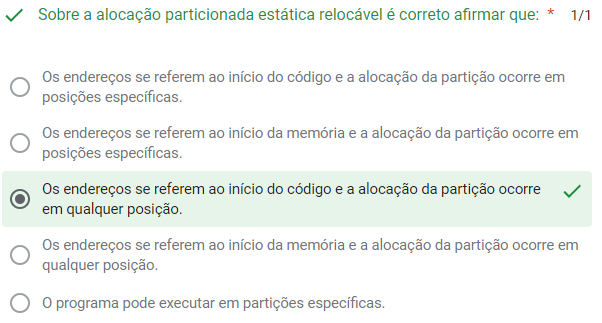 Sobre a alocação particionada estática relocável é correto afirmar que: * 1/1
Os endereços se referem ao início do código e a alocação da partição ocorre em
posições específicas.
Os endereços se referem ao início da memória e a alocação da partição ocorre em
posições específicas.
Os endereços se referem ao início do código e a alocação da partição ocorre
em qualquer posição.
Os endereços se referem ao início da memória e a alocação da partição ocorre em
qualquer posição.
O programa pode executar em partições específicas.